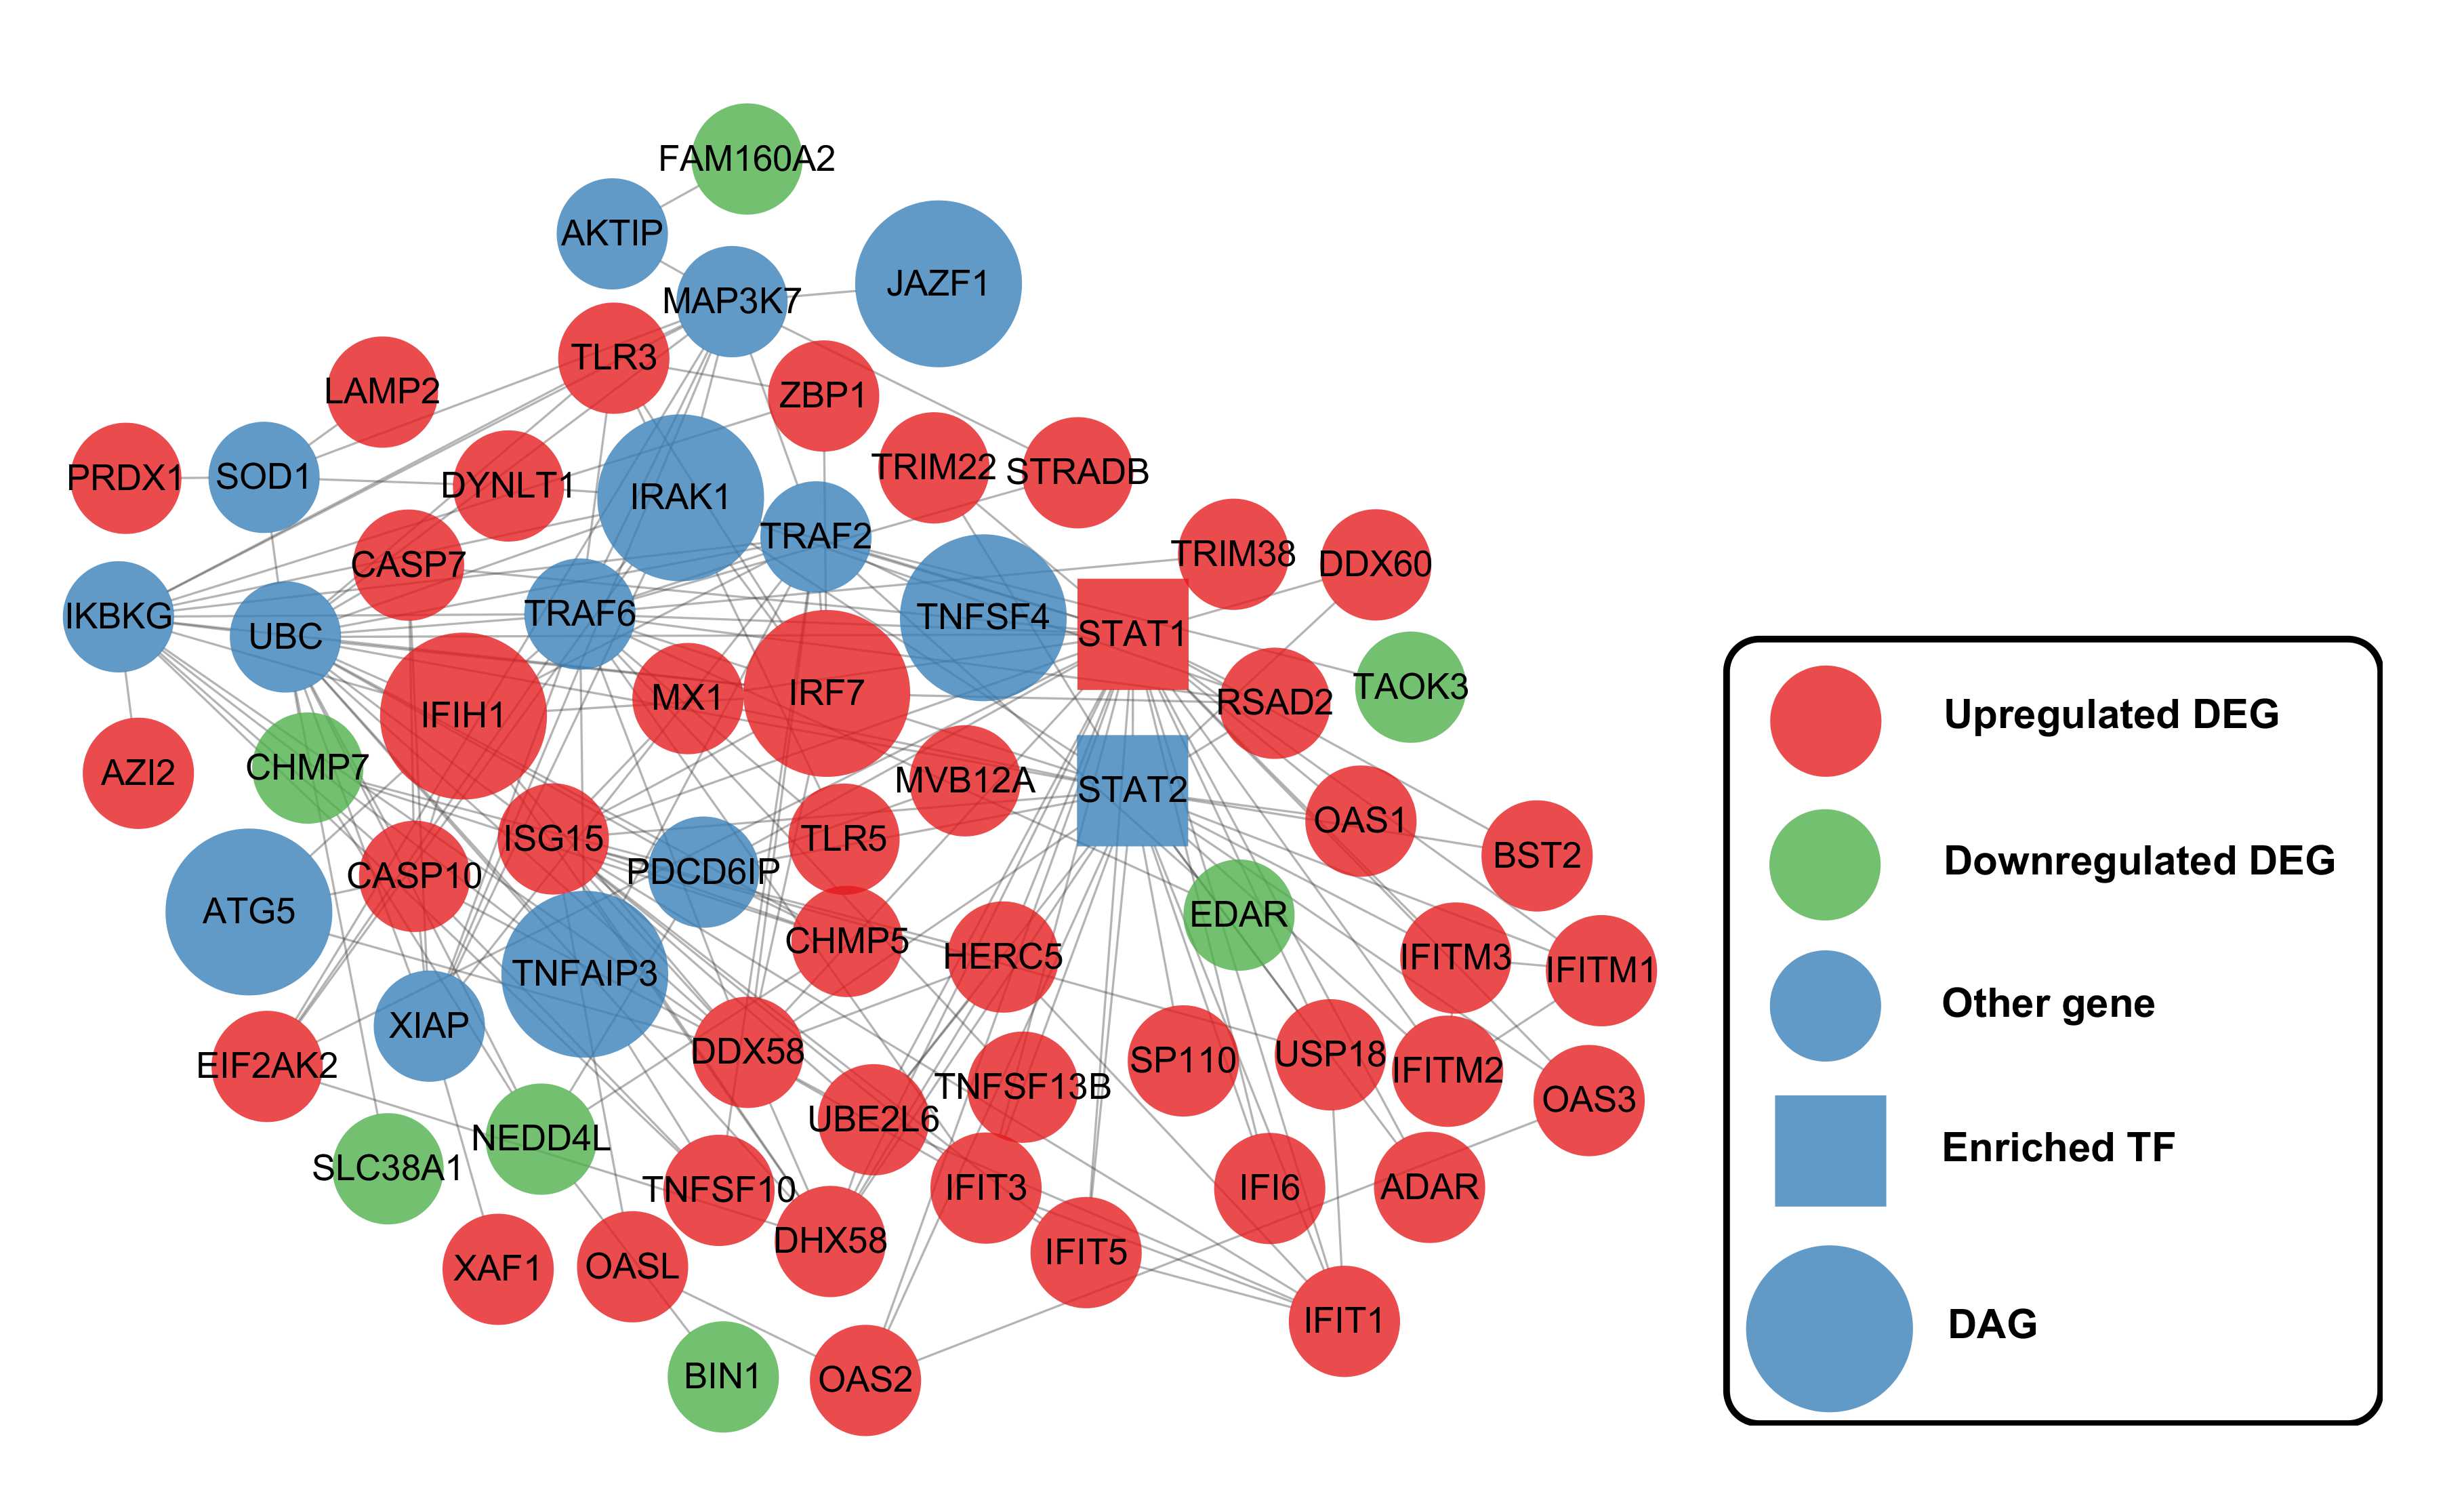 FAM160A2
AKTIP
JAZF1
MAP3K7
TLR3
LAMP2
ZBP1
PRDX1
SOD1
DYNLT1
IRAK1
TRIM22
STRADB
TRAF2
CASP7
TRIM38
DDX60
IKBKG
UBC
TRAF6
TNFSF4
STAT1
IFIH1
MX1
IRF7
RSAD2
TAOK3
AZI2
CHMP7
MVB12A
STAT2
ISG15
TLR5
OAS1
BST2
ATG5
CASP10
PDCD6IP
EDAR
CHMP5
HERC5
IFITM3
IFITM1
TNFAIP3
XIAP
EIF2AK2
DDX58
SP110
USP18
IFITM2
TNFSF13B
OAS3
UBE2L6
NEDD4L
SLC38A1
TNFSF10
IFIT3
IFI6
ADAR
DHX58
IFIT5
XAF1
OASL
IFIT1
BIN1
OAS2
Upregulated DEG
Downregulated DEG
Other gene
Enriched TF
DAG